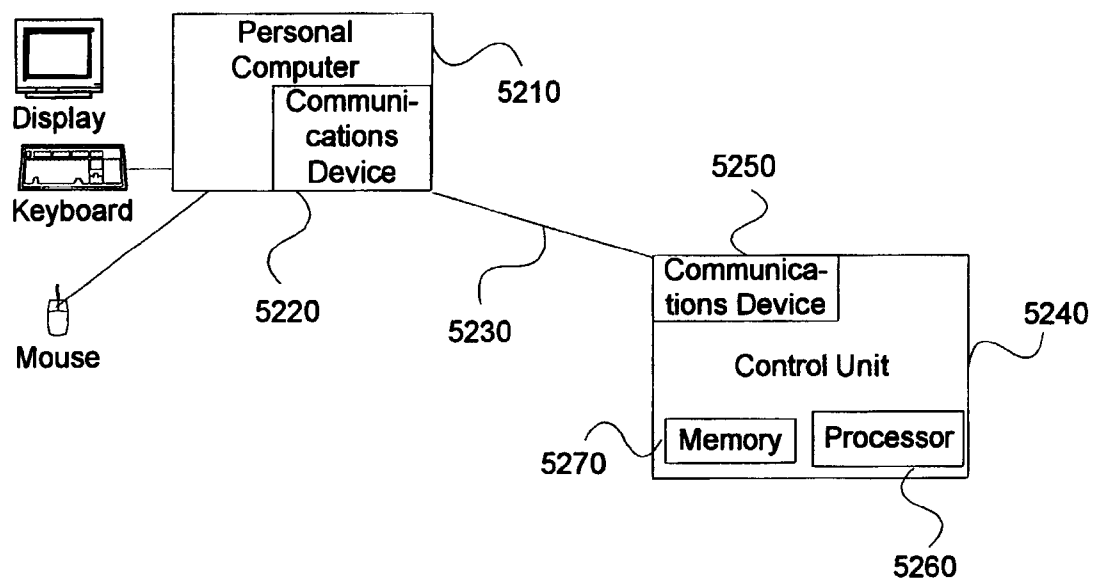 Display
Keyboard
Mouse
Personal
Computer
Communi-
cations
Device
5210
5220
5230
5250
Communica-
tions Device
5240
Control Unit
Memory
Processor
5270
5260